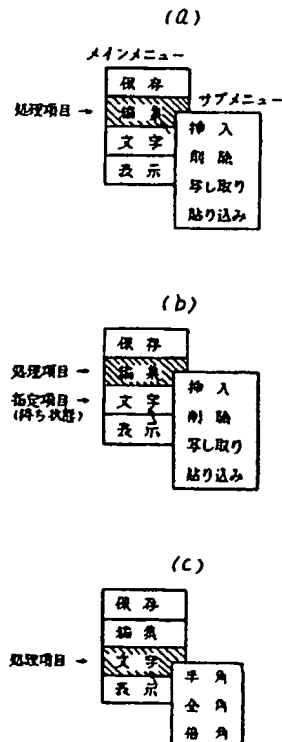 (a)
メインメニュー
保存
処理項目→
編集
サブメニュー
文字
表示
挿入
削除
写し取り
貼り込み
(b)
保存
処理項目→
編集
指定項目→
(待ち状態)
文字
表示
挿入
削除
写し取り
貼り込み
(c)
保存
編集
処理項目→
文字
表示
半角
全角
倍角